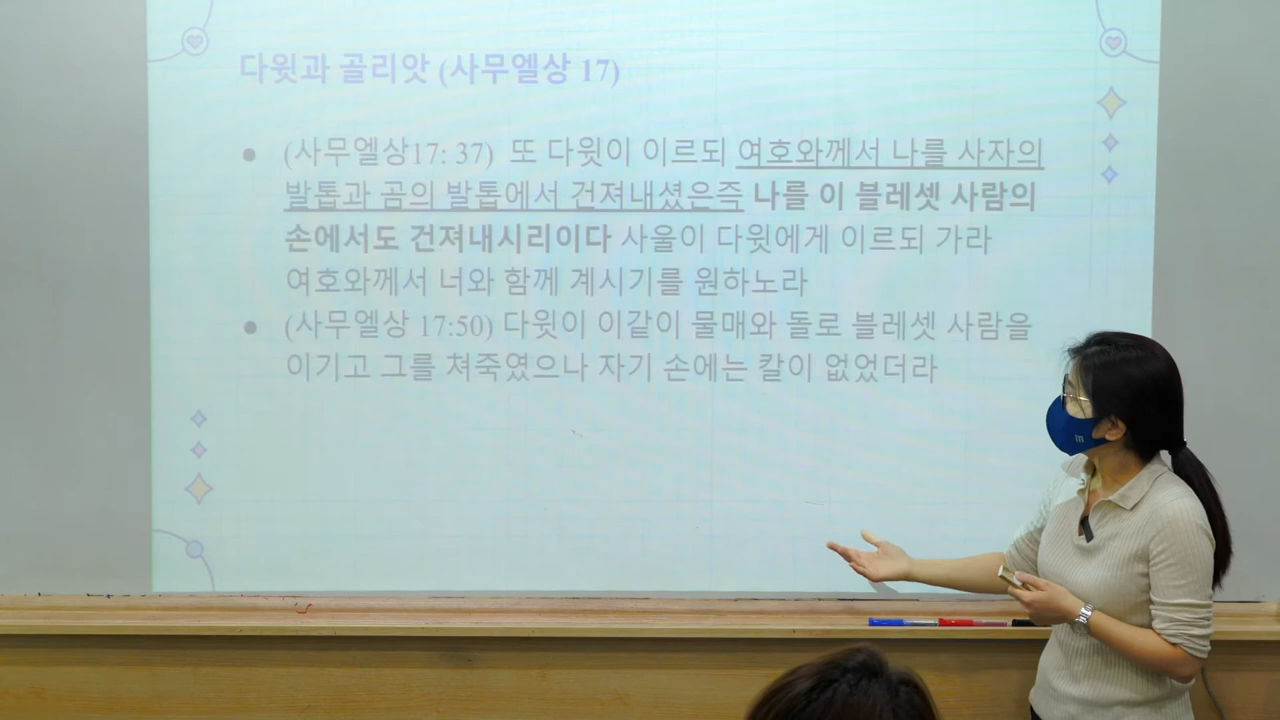 다윗과 골리앗 (사무엘상 17)
● (사무엘상17: 37) 또 다윗이 이르되 여호와께서 나를 사자의
발톱과 곰의 발톱에서 건져내셨은즉 나를 이 블레셋 사람의
손에서도 건져내시리이다 사울이 다윗에게 이르되 가라
여호와께서 너와 함께 계시기를 원하노라
● (사무엘상 17:50) 다윗이 이같이 물매와 돌로 블레셋 사람을
이기고 그를 쳐죽였으나 자기 손에는 칼이 없었더라